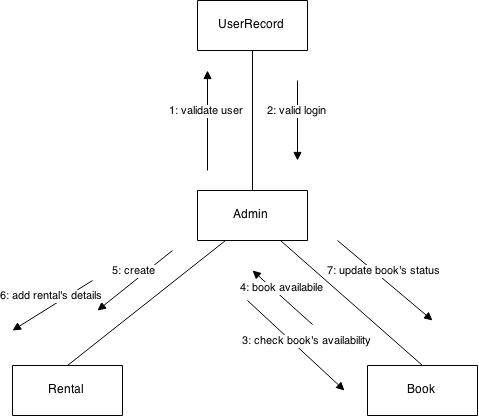 UserRecord
1: validate user
2: valid login
Admin
5: create
7: update book's status
6: add rental's details
4: book availabile
3: check book's availability
Rental
Book